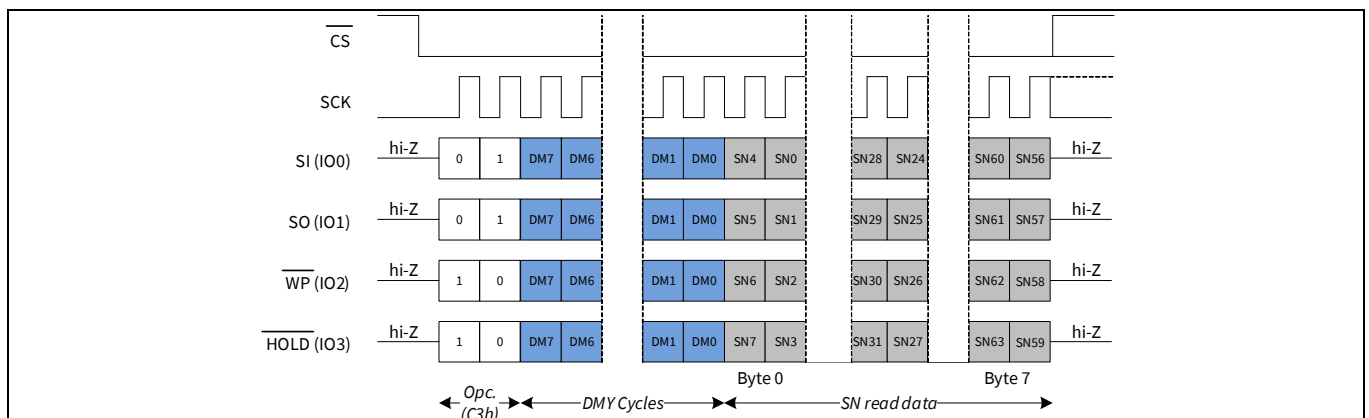 CS
SCK
SI (IO0) hi-Z 0 1 DM7 DM6 DM1 DM0 SN4 SN0 SN28 SN24 SN60 SN56 hi-Z
SO (IO1) hi-Z 0 1 DM7 DM6 DM1 DM0 SN5 SN1 SN29 SN25 SN61 SN57 hi-Z
WP (IO2) hi-Z 1 0 DM7 DM6 DM1 DM0 SN6 SN2 SN30 SN26 SN62 SN58 hi-Z
HOLD (IO3) hi-Z 1 0 DM7 DM6 DM1 DM0 SN7 SN3 SN31 SN27 SN63 SN59 hi-Z
Byte 0 Byte 7
Opc. DMY Cycles SN read data
(C3h)